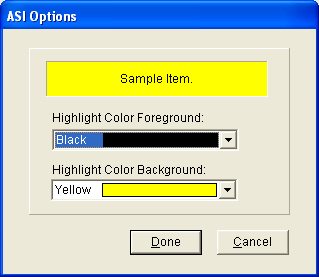 ASI Options
Sample Item.
Highlight Color Foreground:
Black
Highlight Color Background:
Yellow
Done Cancel